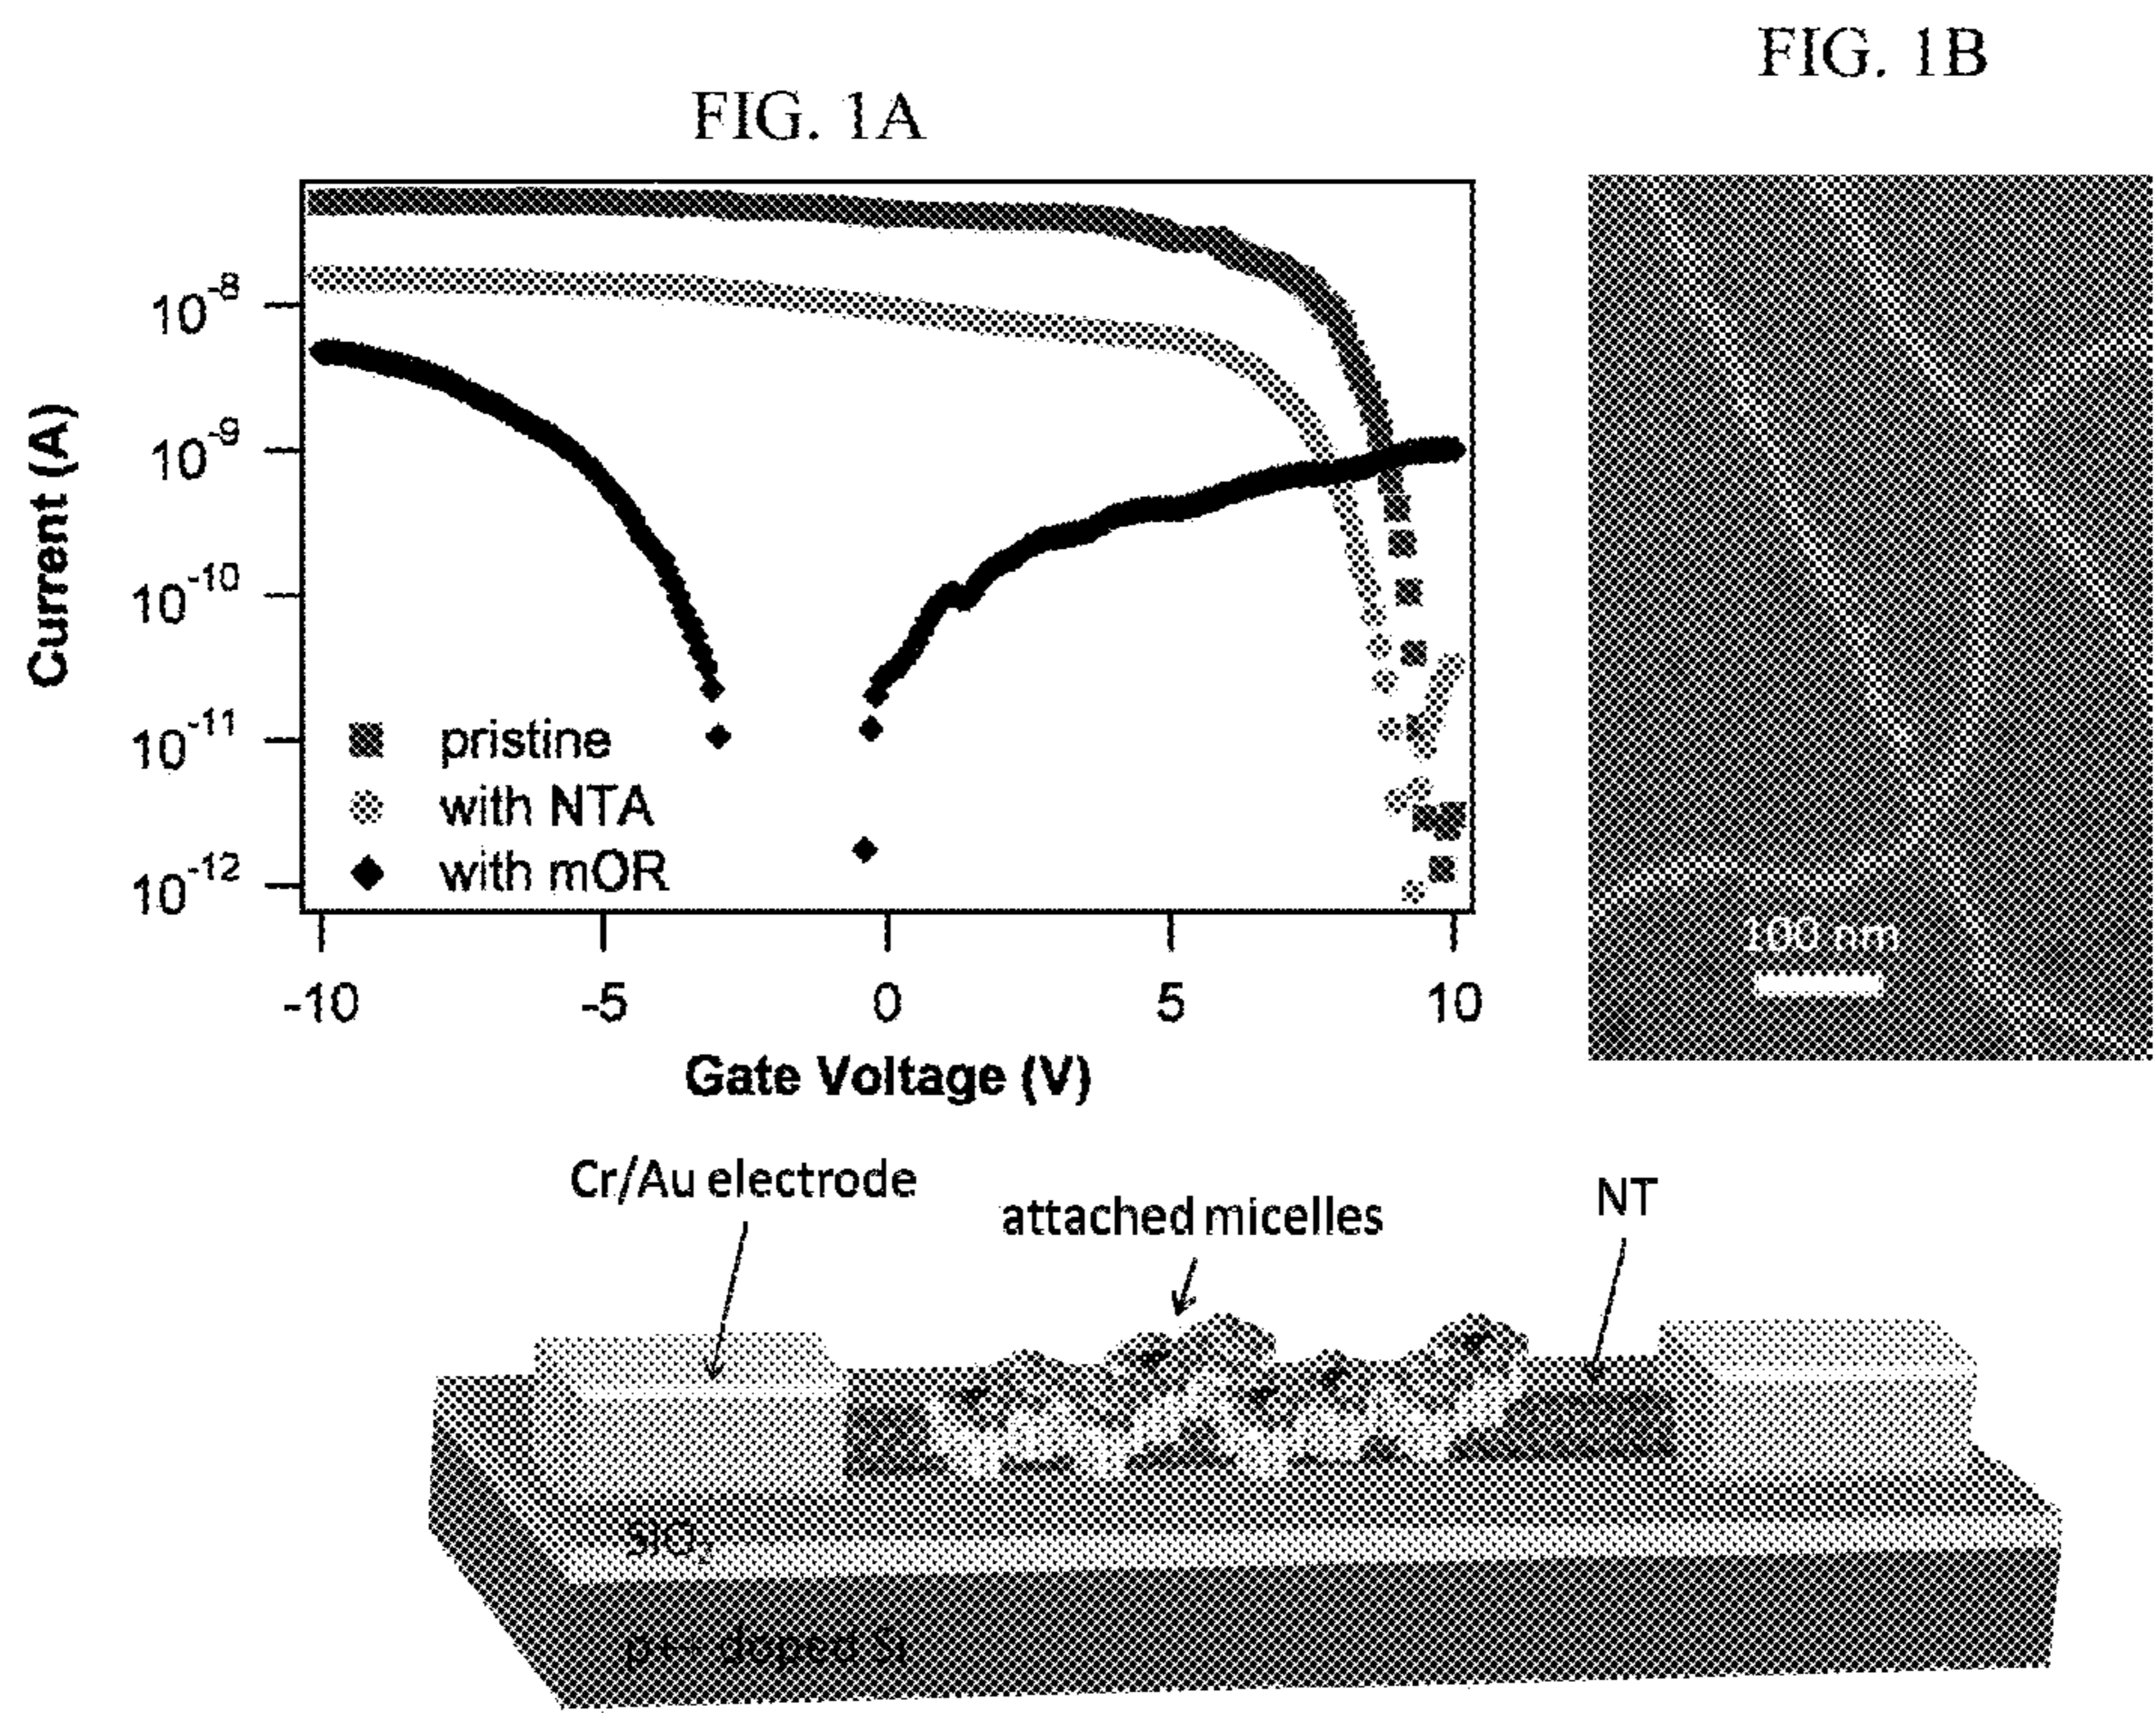 FIG. 1A
FIG. 1B
Current (A)
10-8
10-9
10-10
10-11
10-12
pristine
with NTA
with mOR
-10 -5 0 5 10
Gate Voltage (V)
100 nm
Cr/Au electrode
attached micelles
NT
SiO2
p++ doped Si